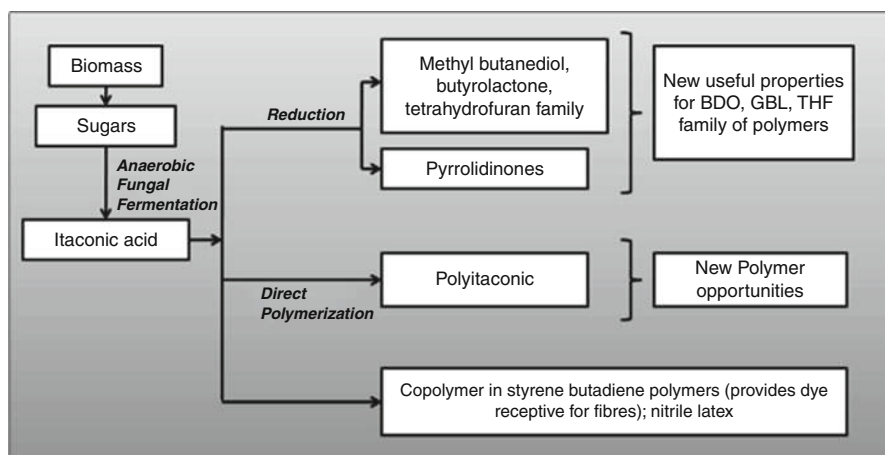 Biomass
Sugars
Anaerobic
Fungal
Fermentation
Itaconic acid
Reduction
Methyl butanediol,
butyrolactone,
tetrahydrofuran family
Pyrrolidinones
New useful properties
for BDO, GBL, THF
family of polymers
Direct
Polymerization
Polyitaconic
New Polymer
opportunities
Copolymer in styrene butadiene polymers (provides dye
receptive for fibres); nitrile latex